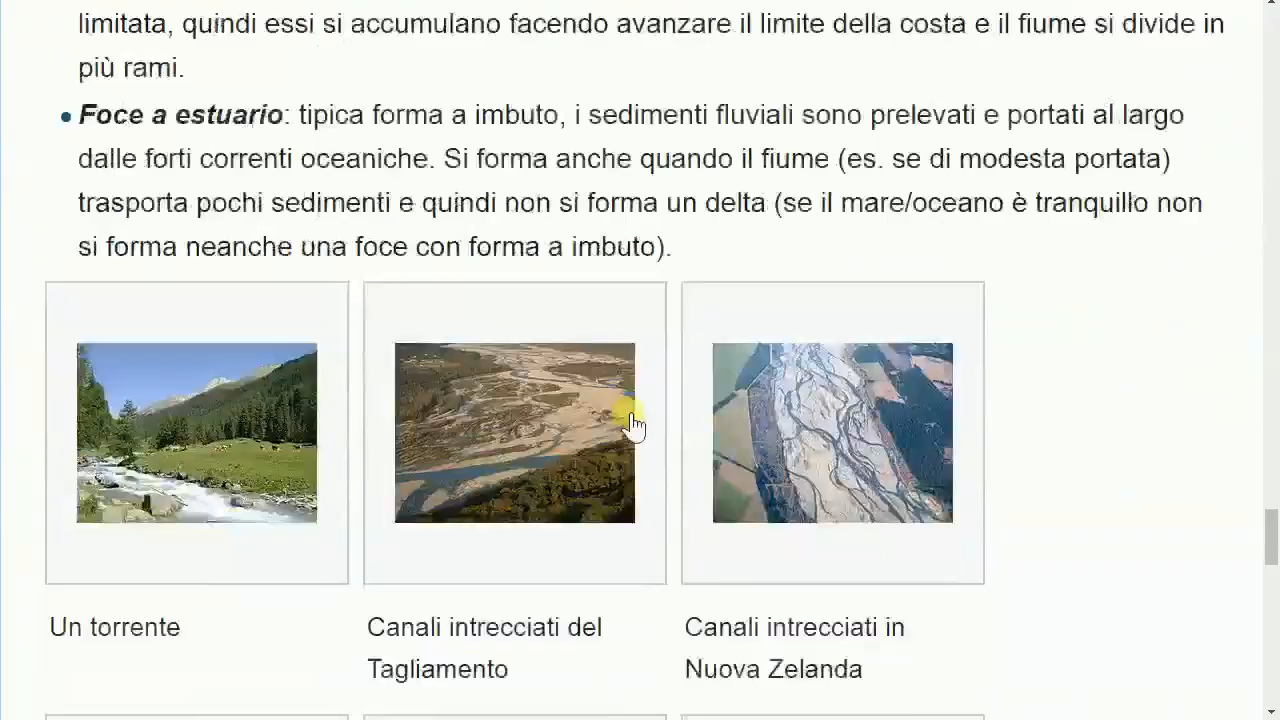 limitata, quindi essi si accumulano facendo avanzare il limite della costa e il fiume si divide in
più rami.
• Foce a estuario: tipica forma a imbuto, i sedimenti fluviali sono prelevati e portati al largo
dalle forti correnti oceaniche. Si forma anche quando il fiume (es. se di modesta portata)
trasporta pochi sedimenti e quindi non si forma un delta (se il mare/oceano è tranquillo non
si forma neanche una foce con forma a imbuto).
Un torrente
Canali intrecciati del
Tagliamento
Canali intrecciati in
Nuova Zelanda